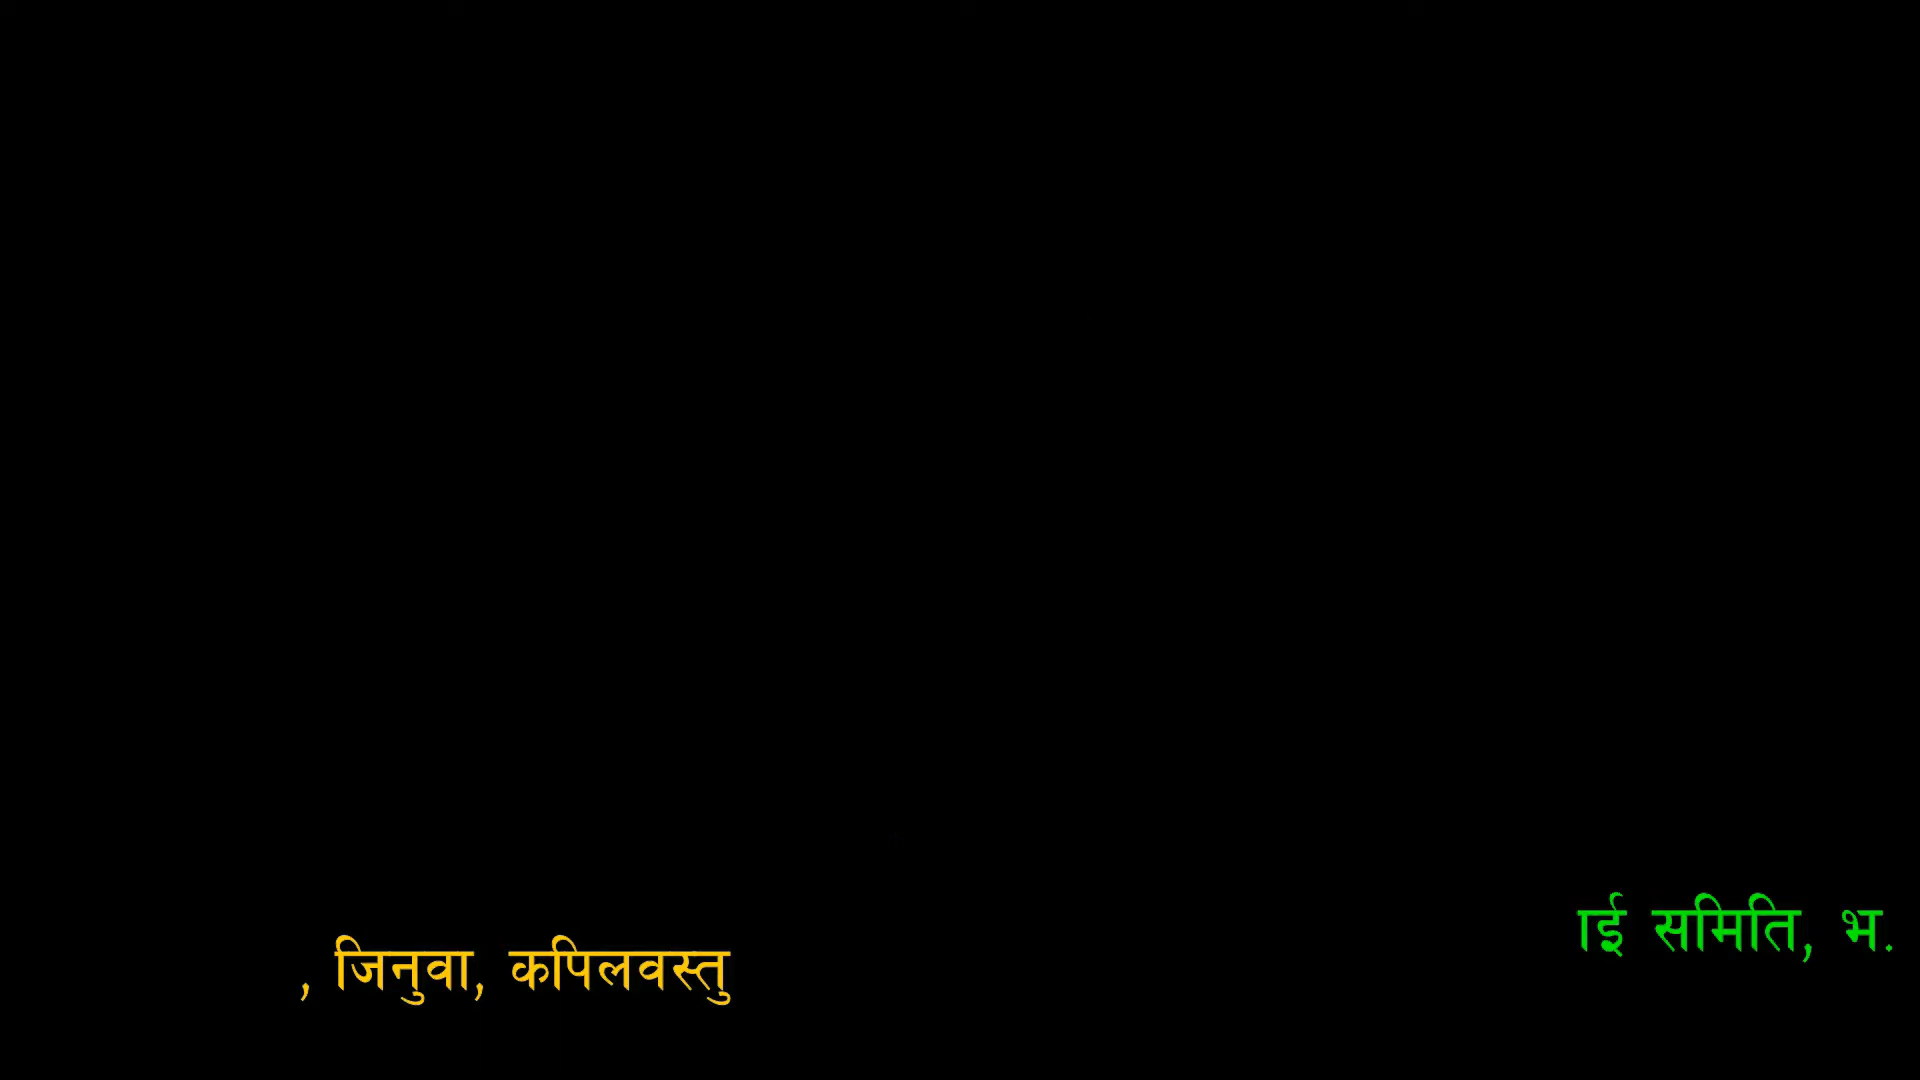 ाई समिति, भ.
, जिनुवा, कपिलवस्तु